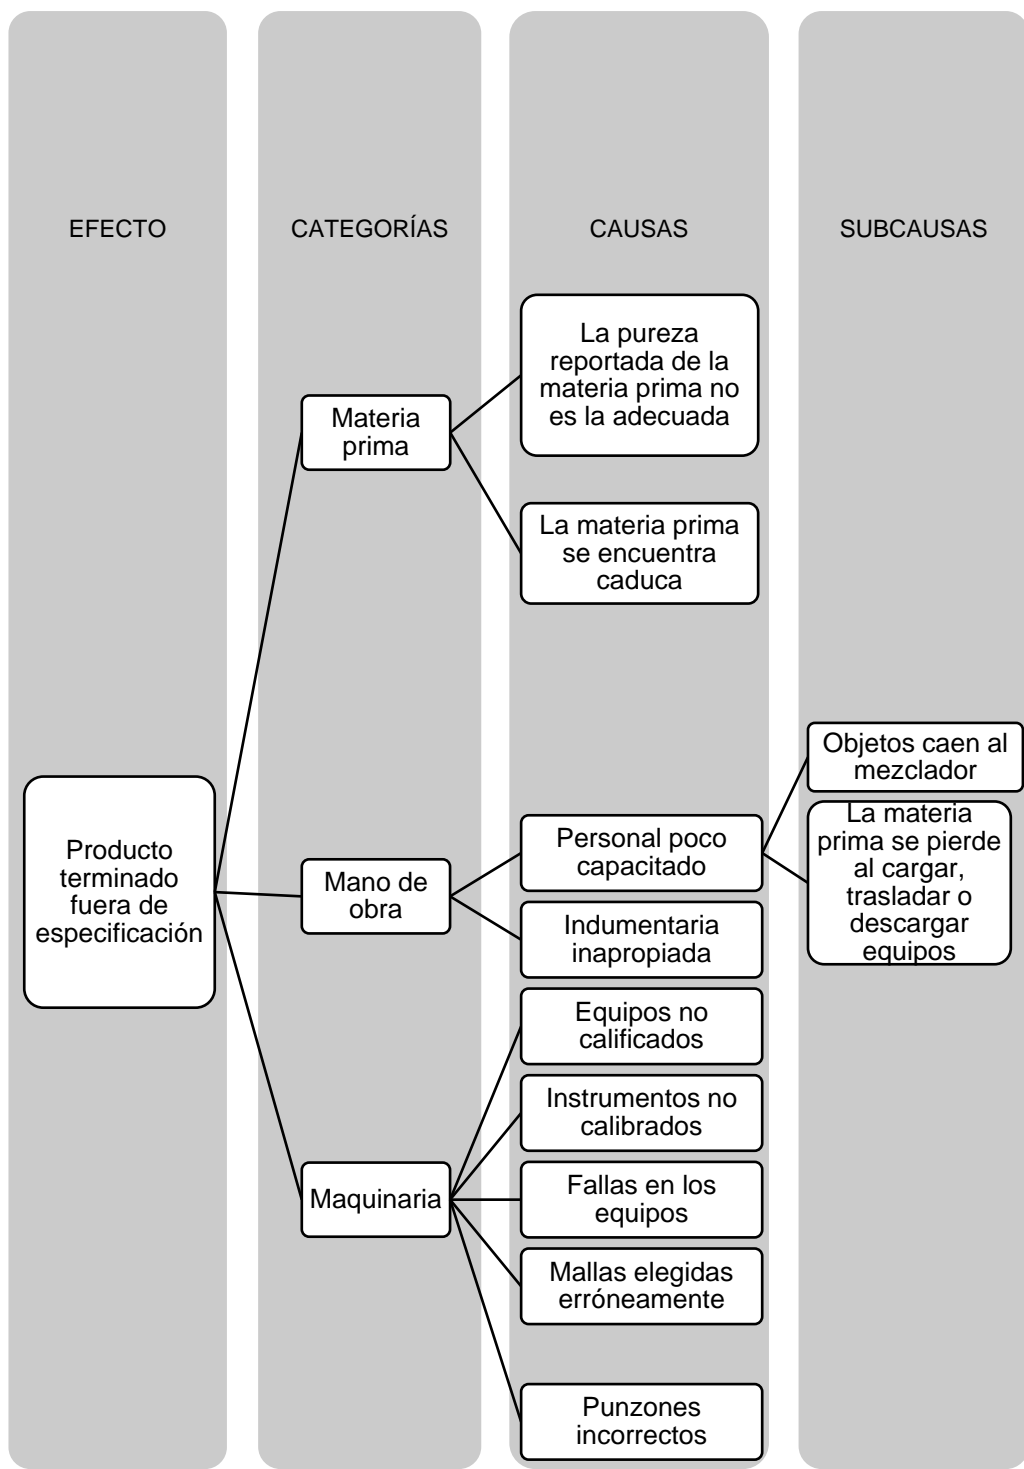 EFECTO
CATEGORÍAS
CAUSAS
SUBCAUSAS
Producto
terminado
fuera de
especificación
Materia
prima
La pureza
reportada de la
materia prima no
es la adecuada
La materia prima
se encuentra
caduca
Mano de
obra
Personal poco
capacitado
Objetos caen al
mezclador
La materia
prima se pierde
al cargar,
trasladar o
descargar
equipos
Indumentaria
inapropiada
Maquinaria
Equipos no
calificados
Instrumentos no
calibrados
Fallas en los
equipos
Mallas elegidas
erróneamente
Punzones
incorrectos